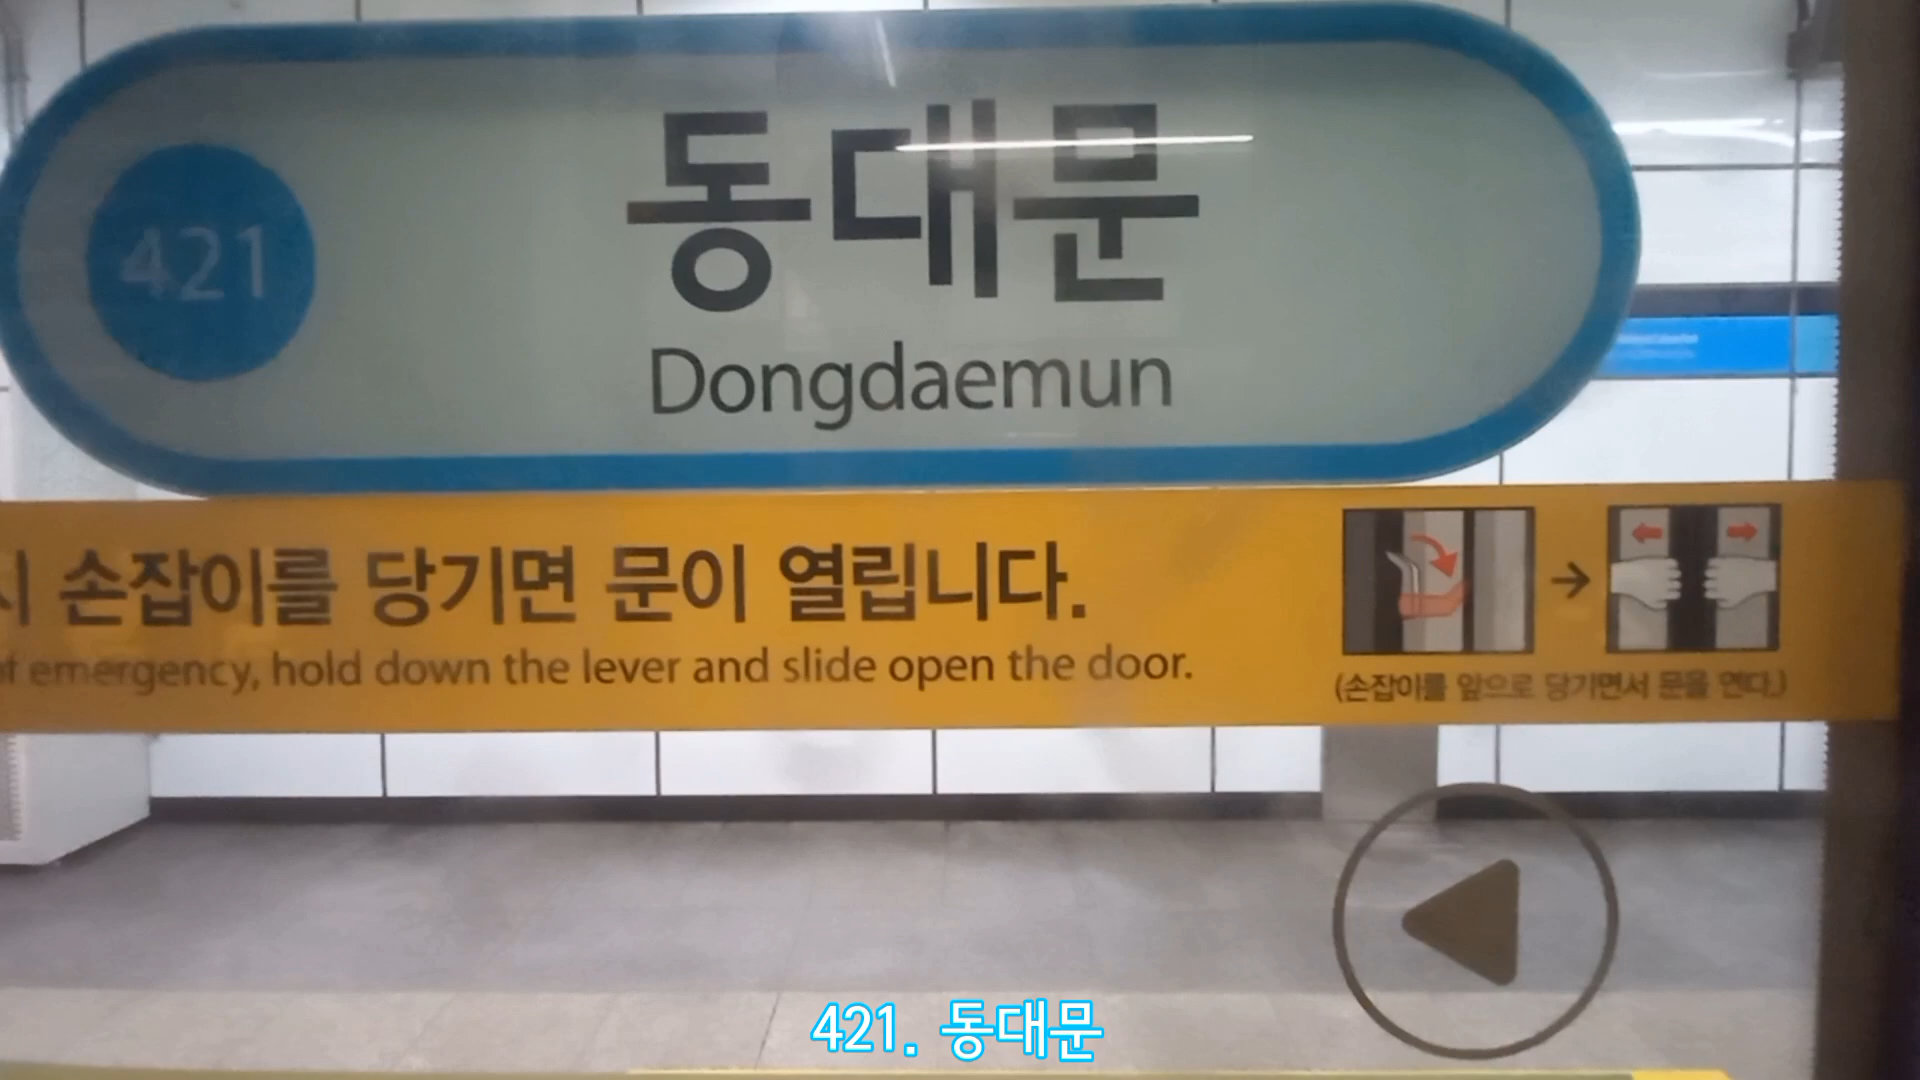 동대문
421
Dongdaemun
손잡이를 당기면 문이 열립니다.
of emergency, hold down the lever and slide open the door.
(손잡이를 앞으로 당기면서 문을 연다.)
421. 동대문